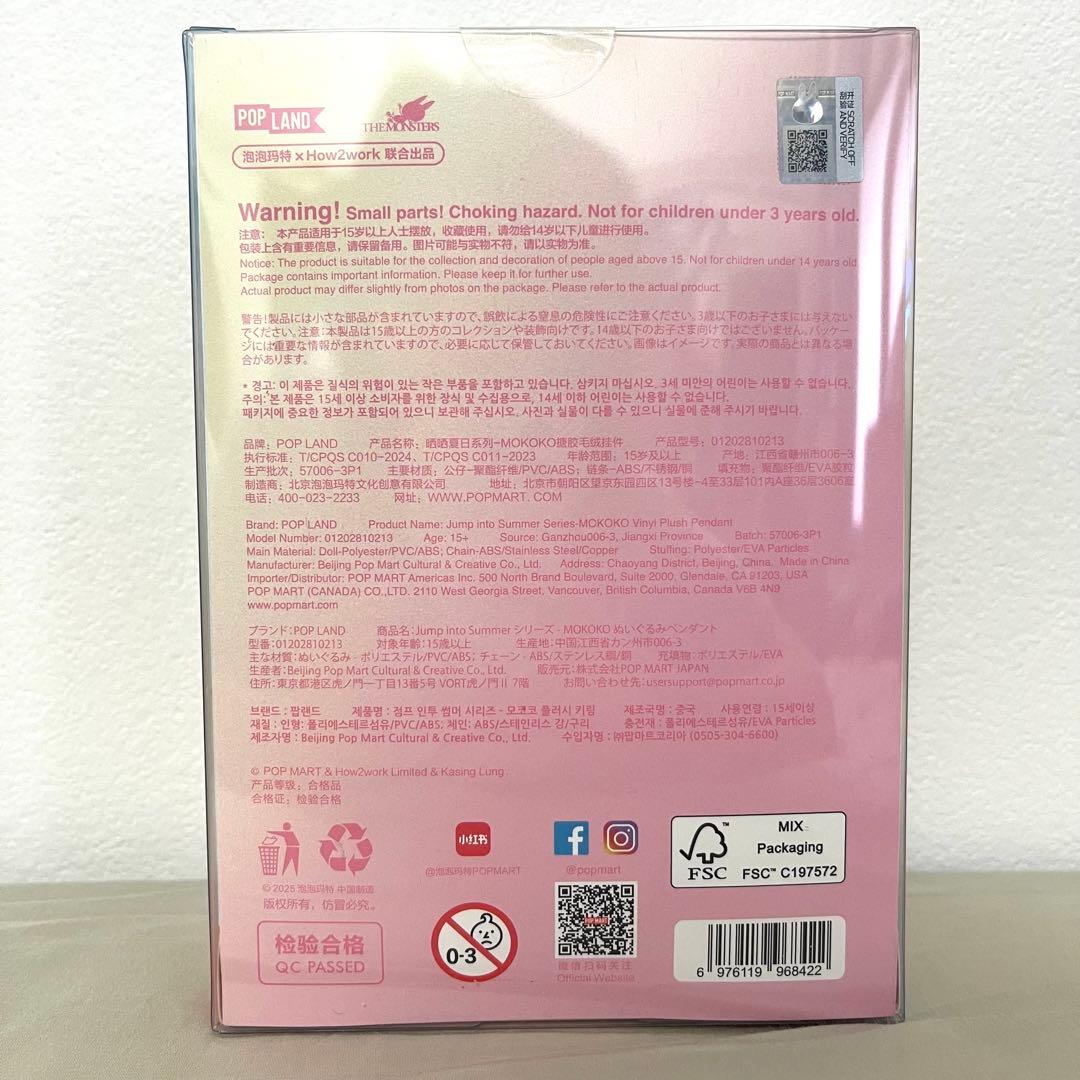 POP LAND
THE MONSTERS
泡泡玛特 × How2work 联合出品
开启 SCRATCH OFF
刮验 AND VERIFY
Warning! Small parts! Choking hazard. Not for children under 3 years old.
注意： 本产品适用于15岁以上人士摆放，收藏使用，请勿给14岁以下儿童进行使用。
包装上含有重要信息，请保留备用。图片可能与实物不符，请以实物为准。
Notice: The product is suitable for the collection and decoration of people aged above 15. Not for children under 14 years old.
Package contains important information. Please keep it for further use.
Actual product may differ slightly from photos on the package. Please refer to the actual product.
警告!製品には小さな部品が含まれていますので、誤飲による窒息の危険性にご注意ください。3歳以下のお子さまには与えない
でください。注意:本製品は15歳以上の方のコレクションや装飾向けです。14歳以下のお子さま向けではございません。パッケー
ジには重要な情報が含まれていますので、必要に応じて保管しておいてください。画像はイメージです。実際の商品とは異なる場
合があります。
* 경고: 이 제품은 질식의 위험이 있는 작은 부품을 포함하고 있습니다. 삼키지 마십시오, 3세 미만의 어린이는 사용할 수 없습니다.
주의: 본 제품은 15세 이상 소비자를 위한 장식 및 수집용으로, 14세 이하 어린이는 사용할 수 없습니다.
패키지에 중요한 정보가 포함되어 있으니 보관해 주십시오. 사진과 실물이 다를 수 있으니 실물에 준해 주시기 바랍니다.
品牌：POP LAND 产品名称：晒晒夏日系列-MOKOKO搪胶毛绒挂件 产品型号：01202810213
执行标准：T/CPQS C010-2024、T/CPQS C011-2023 年龄范围：15岁及以上 产地：江西省赣州市006-3
生产批次：57006-3P1 主要材质：公仔-聚酯纤维/PVC/ABS；链条-ABS/不锈钢/铜 填充物：聚酯纤维/EVA胶粒
制造商：北京泡泡玛特文化创意有限公司 地址：北京市朝阳区望京东园四区13号楼-4至33层101内A座36层3606室
电话：400-023-2233 网址：WWW.POPMART.COM
Brand: POP LAND Product Name: Jump into Summer Series-MOKOKO Vinyl Plush Pendant
Model Number: 01202810213 Age: 15+ Source: Ganzhou006-3, Jiangxi Province Batch: 57006-3P1
Main Material: Doll-Polyester/PVC/ABS; Chain-ABS/Stainless Steel/Copper Stuffing: Polyester/EVA Particles
Manufacturer: Beijing Pop Mart Cultural & Creative Co., Ltd. Address: Chaoyang District, Beijing, China. Made in China
Importer/Distributor: POP MART Americas Inc. 500 North Brand Boulevard, Suite 2000, Glendale, CA 91203, USA
POP MART (CANADA) CO.,LTD. 2110 West Georgia Street, Vancouver, British Columbia, Canada V6B 4N9
www.popmart.com
ブランド:POP LAND 商品名:Jump into Summer シリーズ - MOKOKO ぬいぐるみペンダント
型番:01202810213 対象年齢:15歳以上 生産地:中国江西省カン州市006-3
主な材質:ぬいぐるみ - ポリエステル/PVC/ABS；チェーン - ABS/ステンレス鋼/銅 充填物:ポリエステル/EVA
生産者:Beijing Pop Mart Cultural & Creative Co., Ltd. 販売元:株式会社POP MART JAPAN
住所:東京都港区虎ノ門一丁目13番5号 VORT虎ノ門Ⅱ 7階 お問い合わせ先:usersupport@popmart.co.jp
브랜드 : 팝랜드 제품명 : 점프 인투 썸머 시리즈 - 모코코 플러시 키링 제조국명 : 중국 사용연령 : 15세이상
재질 : 인형: 폴리에스테르섬유/PVC/ABS; 체인: ABS/스테인리스 강/구리 충전재 : 폴리에스테르섬유/EVA Particles
제조자명 : Beijing Pop Mart Cultural & Creative Co,. Ltd. 수입자명 : ㈜팝마트코리아 (0505-304-6600)
© POP MART & How2work Limited & Kasing Lung.
产品等级：合格品
合格证：检验合格
小红书
@泡泡玛特POPMART
@popmart
FSC™
MIX
Packaging
FSC™ C197572
© 2025 泡泡玛特 中国制造
版权所有，仿冒必究。
检验合格
QC PASSED
0-3
POP MART
微信扫码关注
Official Website
6 976119 968422